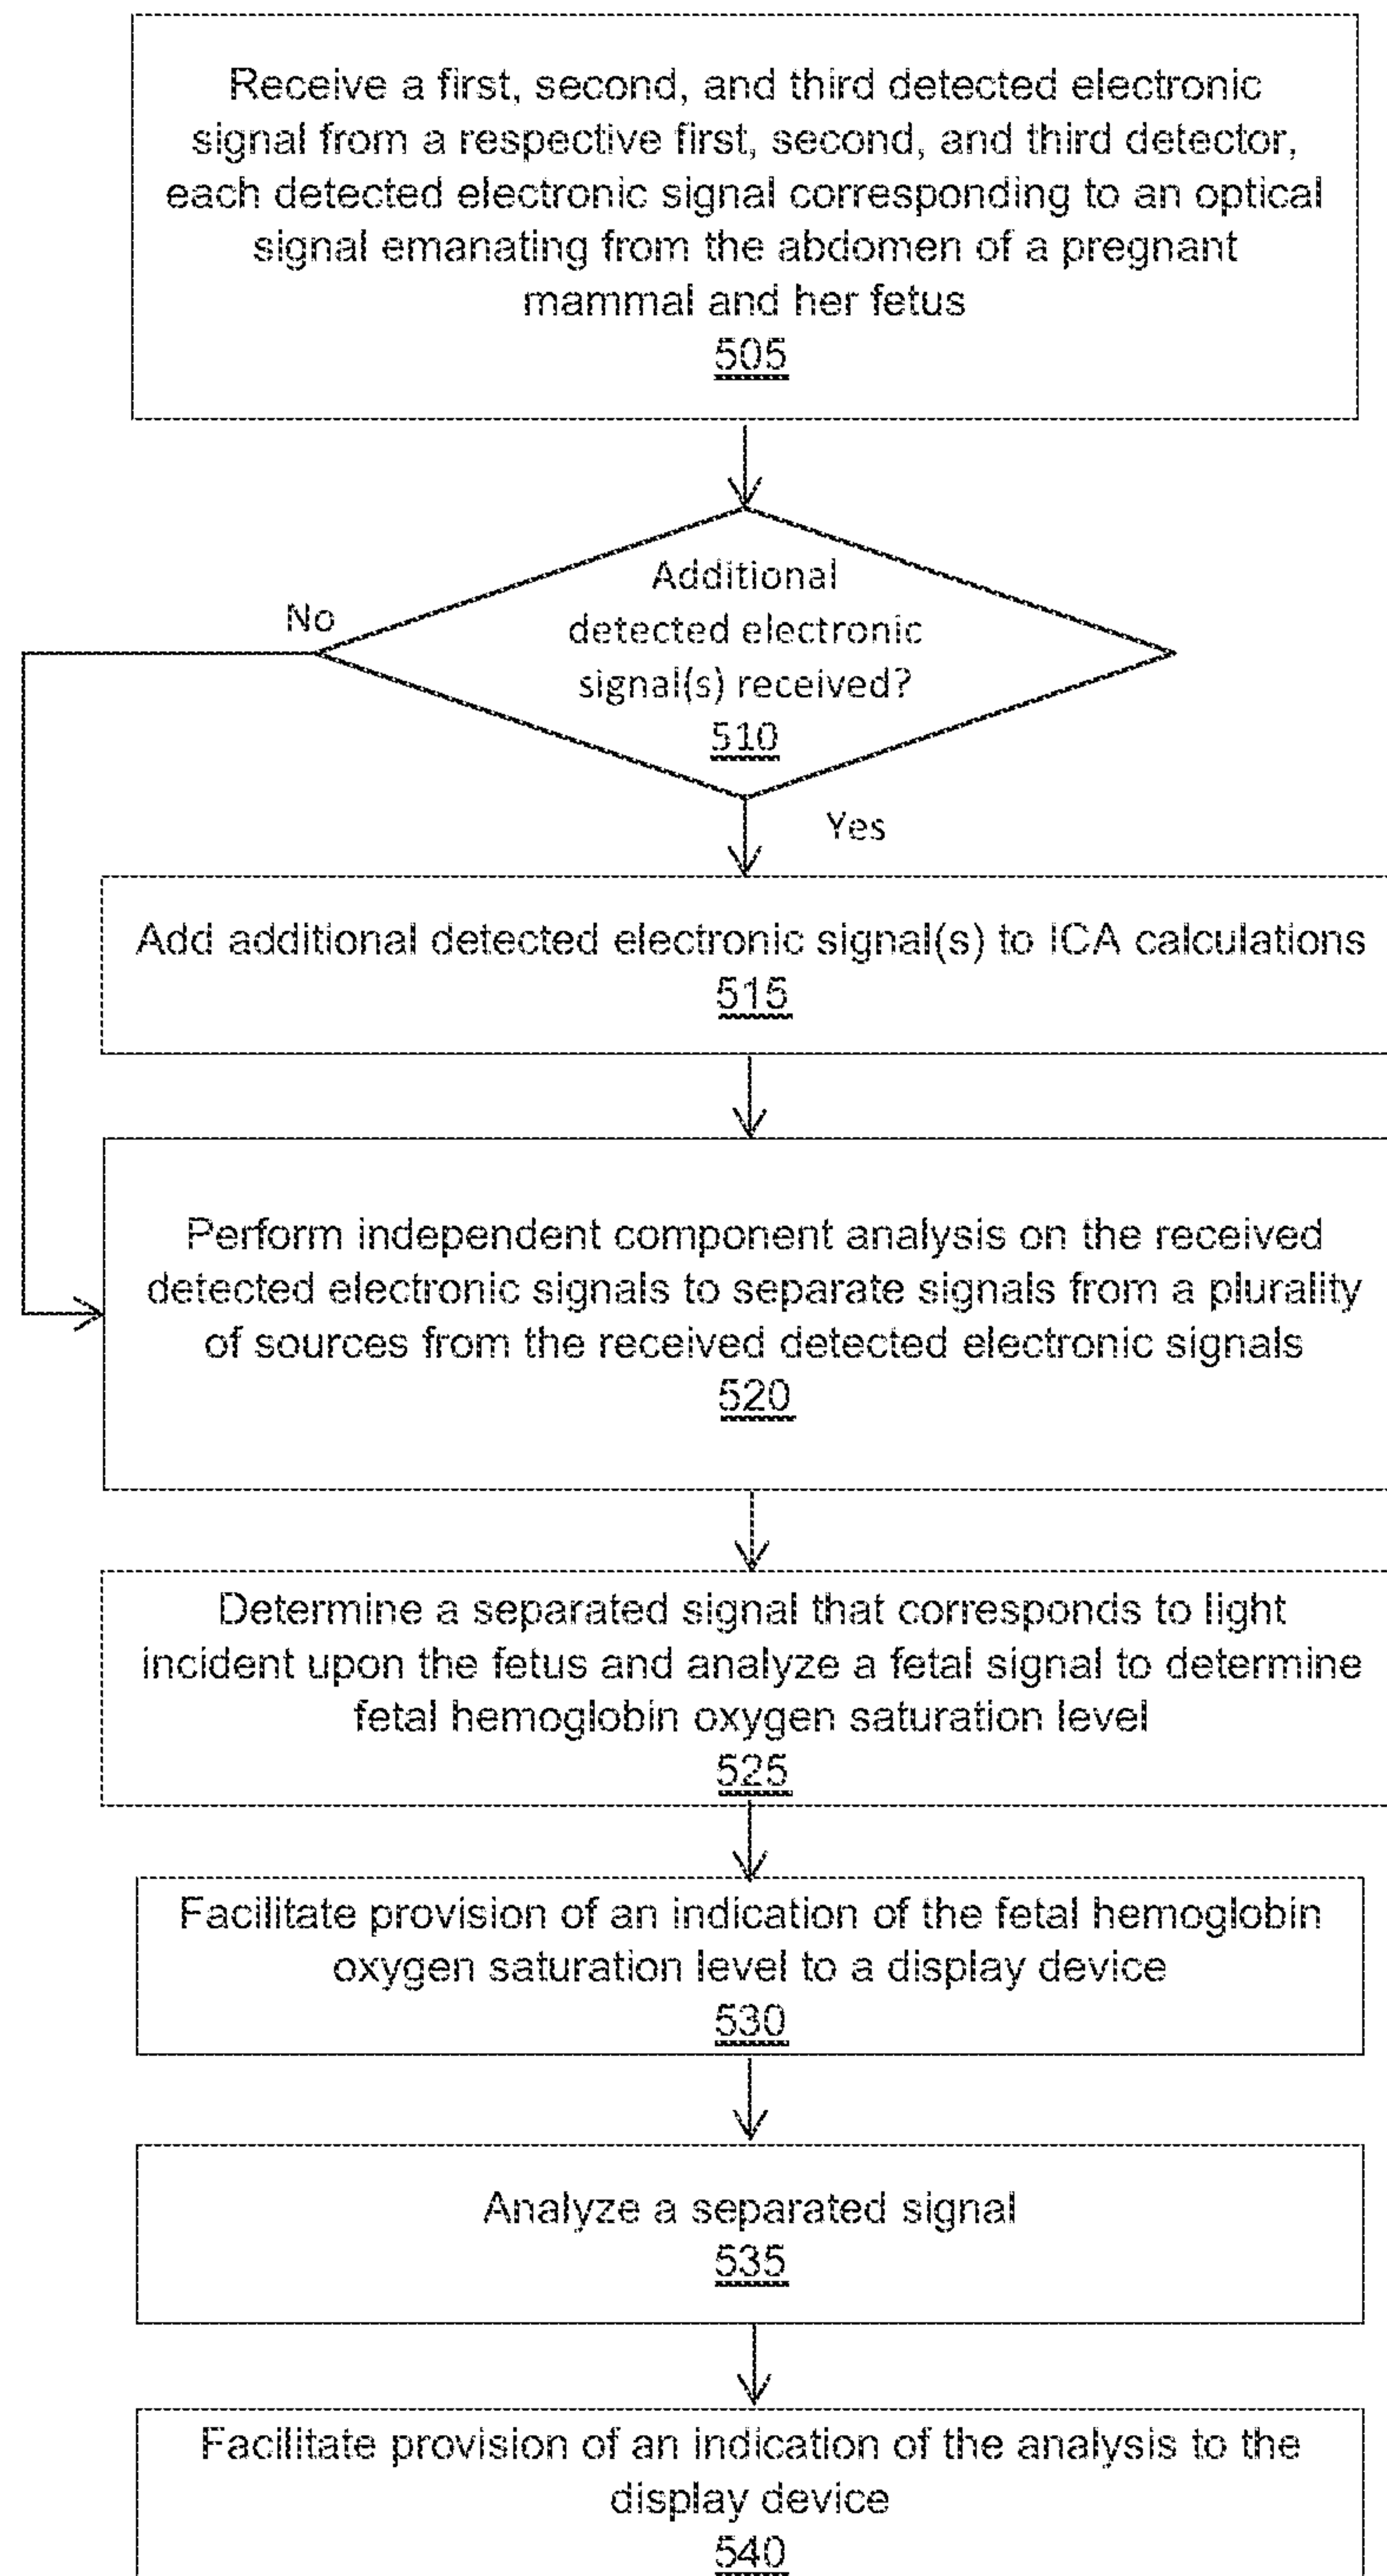 Receive a first, second, and third detected electronic
signal from a respective first, second, and third detector,
each detected electronic signal corresponding to an optical
signal emanating from the abdomen of a pregnant
mammal and her fetus
505
Additional
detected electronic
signal(s) received?
510
No
Yes
Add additional detected electronic signal(s) to ICA calculations
515
Perform independent component analysis on the received
detected electronic signals to separate signals from a plurality
of sources from the received detected electronic signals
520
Determine a separated signal that corresponds to light
incident upon the fetus and analyze a fetal signal to determine
fetal hemoglobin oxygen saturation level
525
Facilitate provision of an indication of the fetal hemoglobin
oxygen saturation level to a display device
530
Analyze a separated signal
535
Facilitate provision of an indication of the analysis to the
display device
540